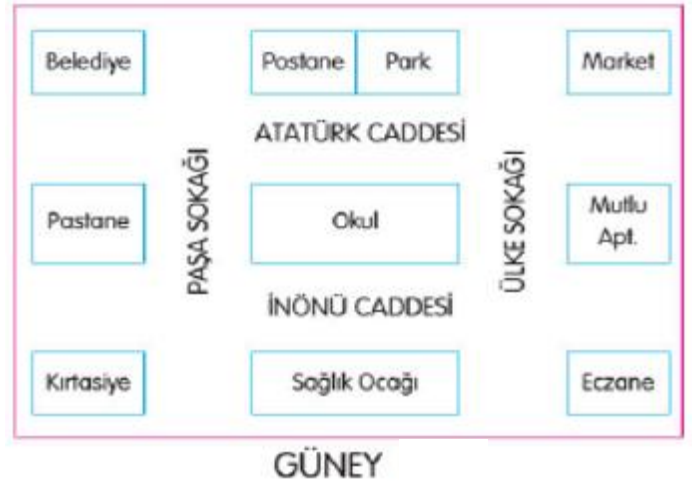 Belediye
Postane
Park
Market
ATATÜRK CADDESİ
PAŞA SOKAĞI
ÜLKE SOKAĞI
Pastane
Okul
Mutlu
Apt.
İNÖNÜ CADDESİ
Kırtasiye
Sağlık Ocağı
Eczane
GÜNEY